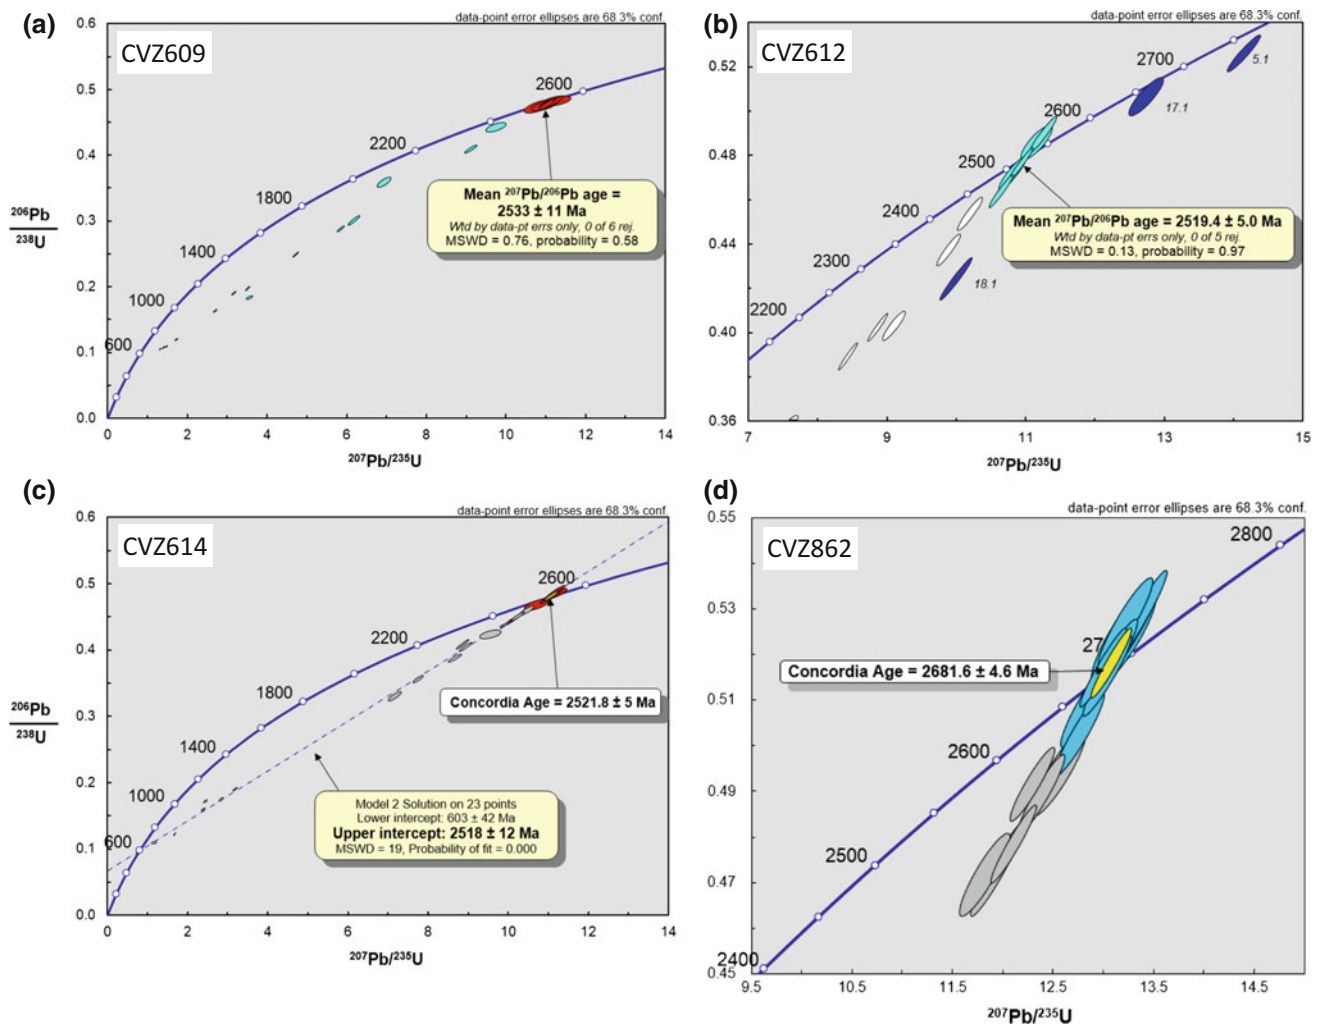 (a)
data-point error ellipses are 68.3% conf.
CVZ609
0.6
0.5
0.4
0.3
0.2
0.1
0.0
206Pb
238U
600
1000
1400
1800
2200
2600
Mean 207Pb/206Pb age =
2533 ± 11 Ma
Wtd by data-pt errs only, 0 of 6 rej.
MSWD = 0.76, probability = 0.58
0 2 4 6 8 10 12 14
207Pb/235U
(b)
data-point error ellipses are 68.3% conf.
CVZ612
0.52
0.48
0.44
0.40
0.36
2200
2300
2400
2500
2600
2700
5.1
17.1
18.1
Mean 207Pb/206Pb age = 2519.4 ± 5.0 Ma
Wtd by data-pt errs only, 0 of 5 rej.
MSWD = 0.13, probability = 0.97
7 9 11 13 15
207Pb/235U
(c)
data-point error ellipses are 68.3% conf.
CVZ614
0.6
0.5
0.4
0.3
0.2
0.1
0.0
206Pb
238U
600
1000
1400
1800
2200
2600
Concordia Age = 2521.8 ± 5 Ma
Model 2 Solution on 23 points
Lower intercept: 603 ± 42 Ma
Upper intercept: 2518 ± 12 Ma
MSWD = 19, Probability of fit = 0.000
0 2 4 6 8 10 12 14
207Pb/235U
(d)
data-point error ellipses are 68.3% conf.
CVZ862
0.55
0.53
0.51
0.49
0.47
0.45
2400
2500
2600
27
2800
Concordia Age = 2681.6 ± 4.6 Ma
9.5 10.5 11.5 12.5 13.5 14.5
207Pb/235U